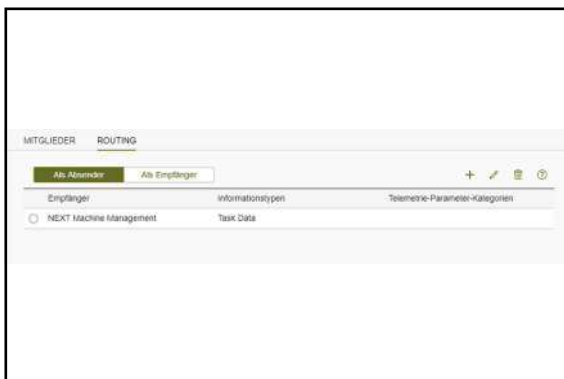 MITGLIEDER ROUTING
Als Absender Als Empfänger
Empfänger Informationstypen Telemetrie-Parameter-Kategorien
NEXT Machine Management Task Data